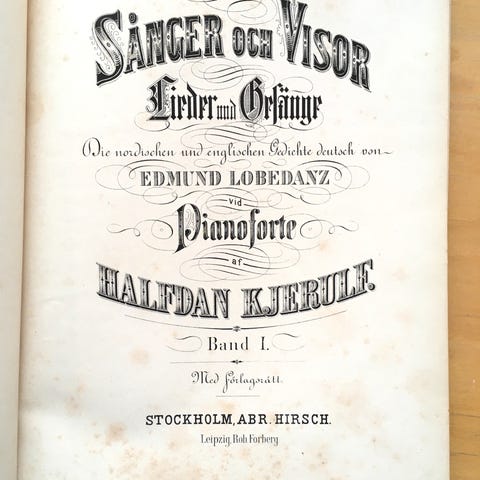 SÅNGER OCH VISOR
Lieder und Gesänge
Die nordischen und englischen Gedichte deutsch von
EDMUND LOBEDANZ
vid
Pianoforte
af
HALFDAN KJERULF.
Band I.
Med förlagsrätt.
STOCKHOLM, ABR. HIRSCH.
Leipzig, Rob. Forberg